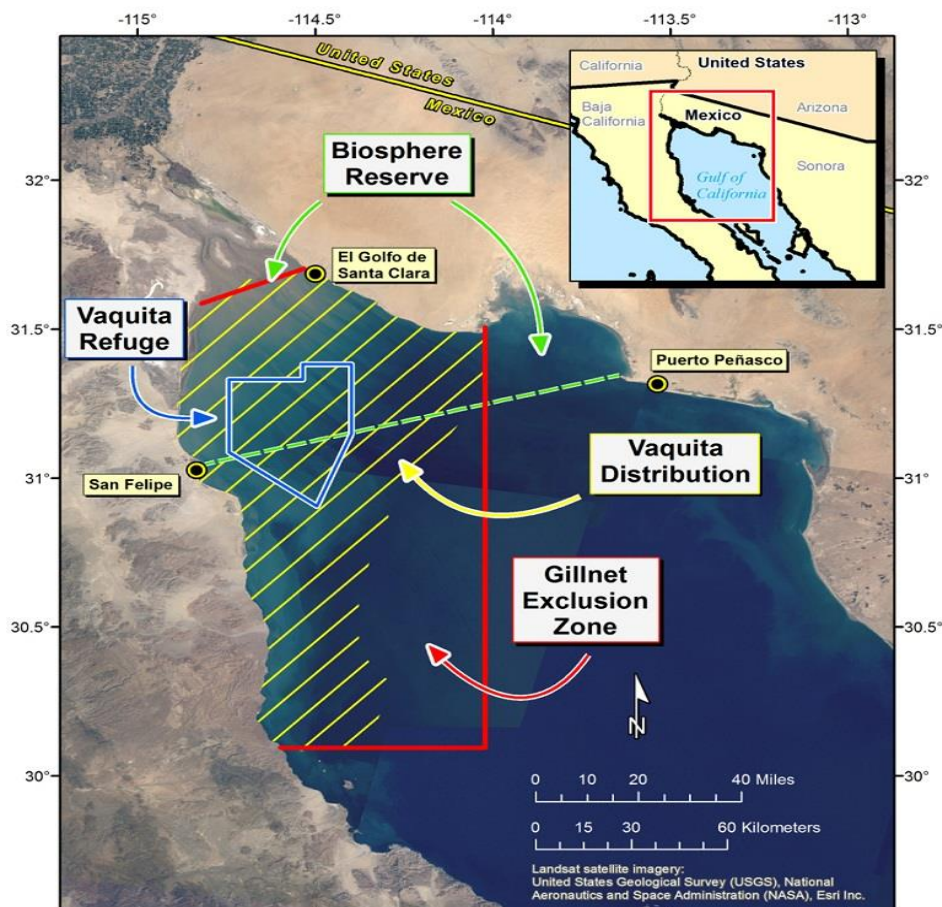 -115°
-114.5°
-114°
-113.5°
-113°
United States
Mexico
California
United States
Baja
California
Mexico
Arizona
Sonora
Gulf of
California
32°
32°
Biosphere
Reserve
El Golfo de
Santa Clara
Vaquita
Refuge
31.5°
31.5°
Puerto Peñasco
Vaquita
Distribution
31°
31°
San Felipe
Gillnet
Exclusion
Zone
30.5°
30.5°
N
30°
30°
0 10 20 40 Miles
0 15 30 60 Kilometers
Landsat satellite imagery:
United States Geological Survey (USGS), National
Aeronautics and Space Administration (NASA), Esri Inc.